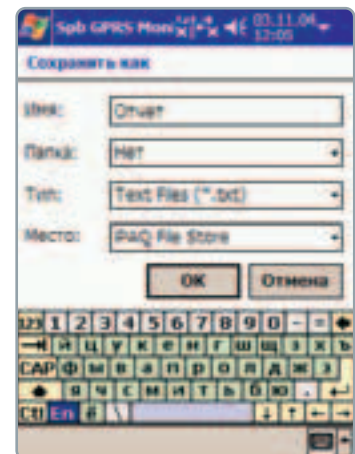 Spb GPRS Moni 03.11.04
12:05
Сохранить как
Имя: Отчет
Папка: Нет
Тип: Text Files (*.txt)
Место: iPAQ File Store
OK Отмена
123 1 2 3 4 5 6 7 8 9 0 - =
й ц у к е н г ш щ з х ъ
CAP ф ы в а п р о л д ж э
я ч с м и т ь б ю .
Ctl En ё \